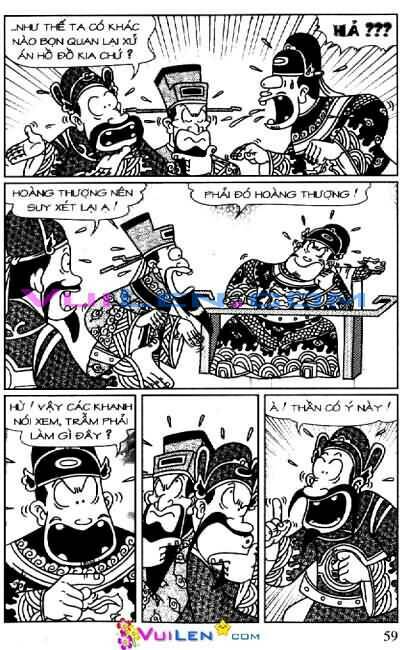 ..NHƯ THẾ TA CÓ KHÁC
NÀO BỌN QUAN LẠI XỬ
ÁN HỒ ĐỒ KIA CHỨ ?
HẢ ???
HOÀNG THƯỢNG NÊN
SUY XÉT LẠI Ạ !
PHẢI ĐÓ HOÀNG THƯỢNG !
VUILEN.COM
HỪ ! VẬY CÁC KHANH
NÓI XEM, TRẪM PHẢI
LÀM GÌ ĐÂY ?
À ! THẦN CÓ Ý NÀY !
VUILEN.COM
59